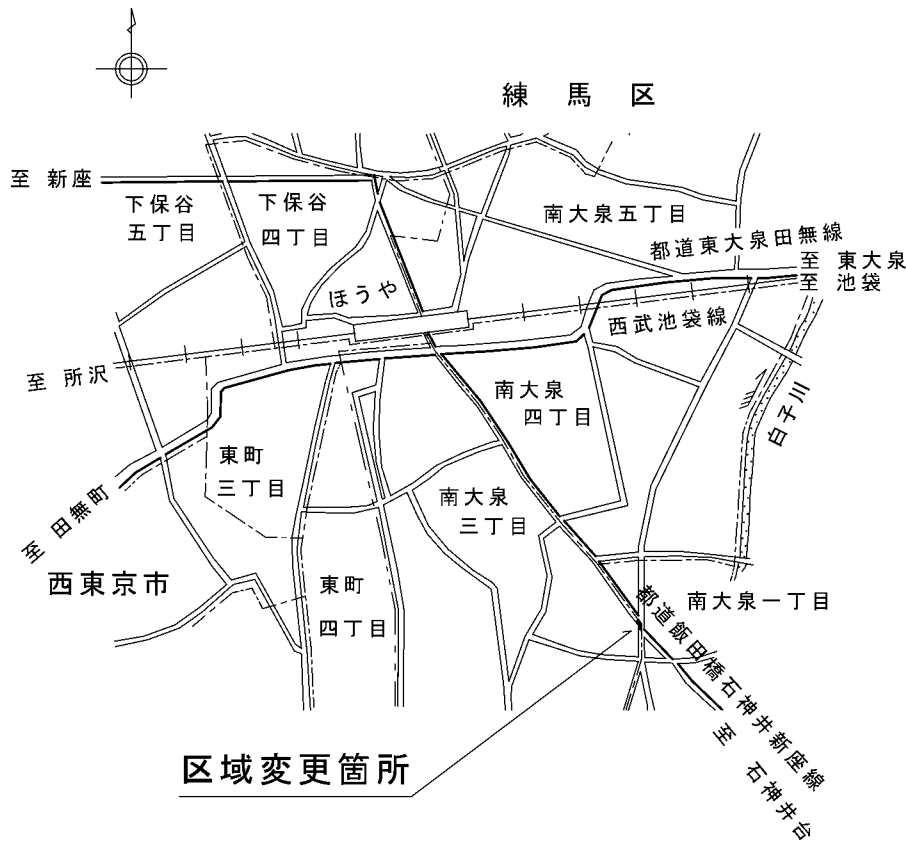 練馬区
至 新座
下保谷
五丁目
下保谷
四丁目
南大泉五丁目
都道東大泉田無線
至 東大泉
至 池袋
ほうや
西武池袋線
至 所沢
南大泉
四丁目
白子川
東町
三丁目
南大泉
三丁目
至 田無町
西東京市
東町
四丁目
南大泉一丁目
都道飯田橋石神井新座線
至 石神井台
区域変更箇所